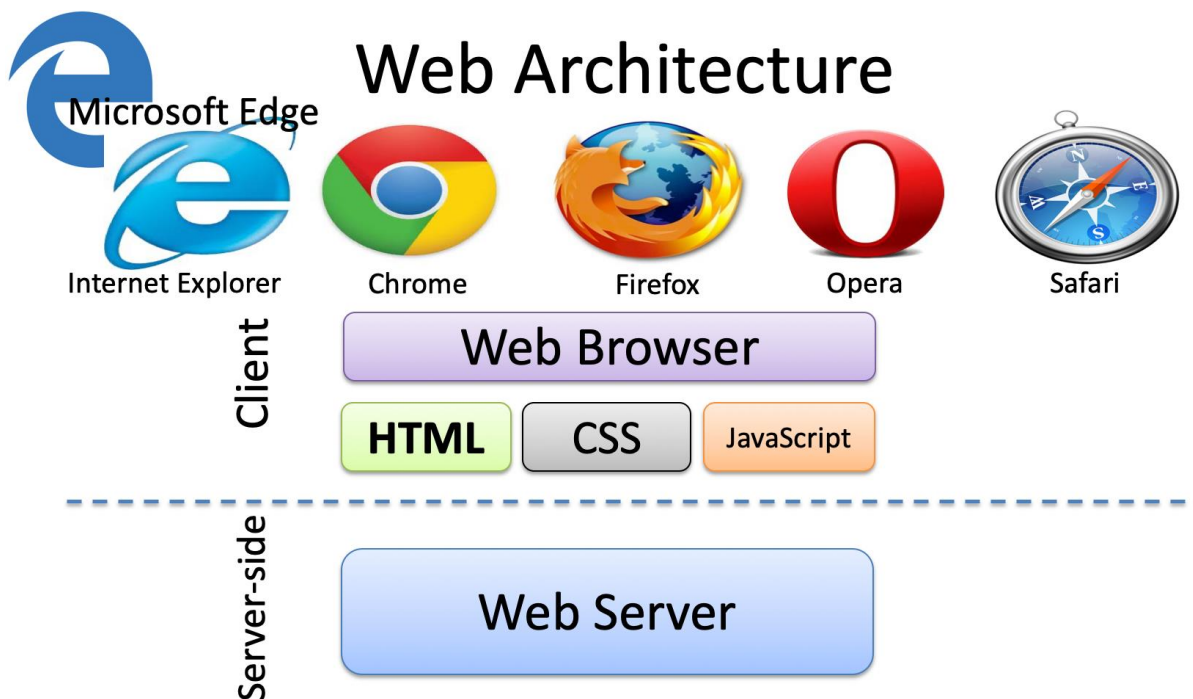 Web Architecture
Microsoft Edge
N
E
W
S
Internet Explorer
Chrome
Firefox
Opera
Safari
Client
Web Browser
HTML
CSS
JavaScript
Server-side
Web Server